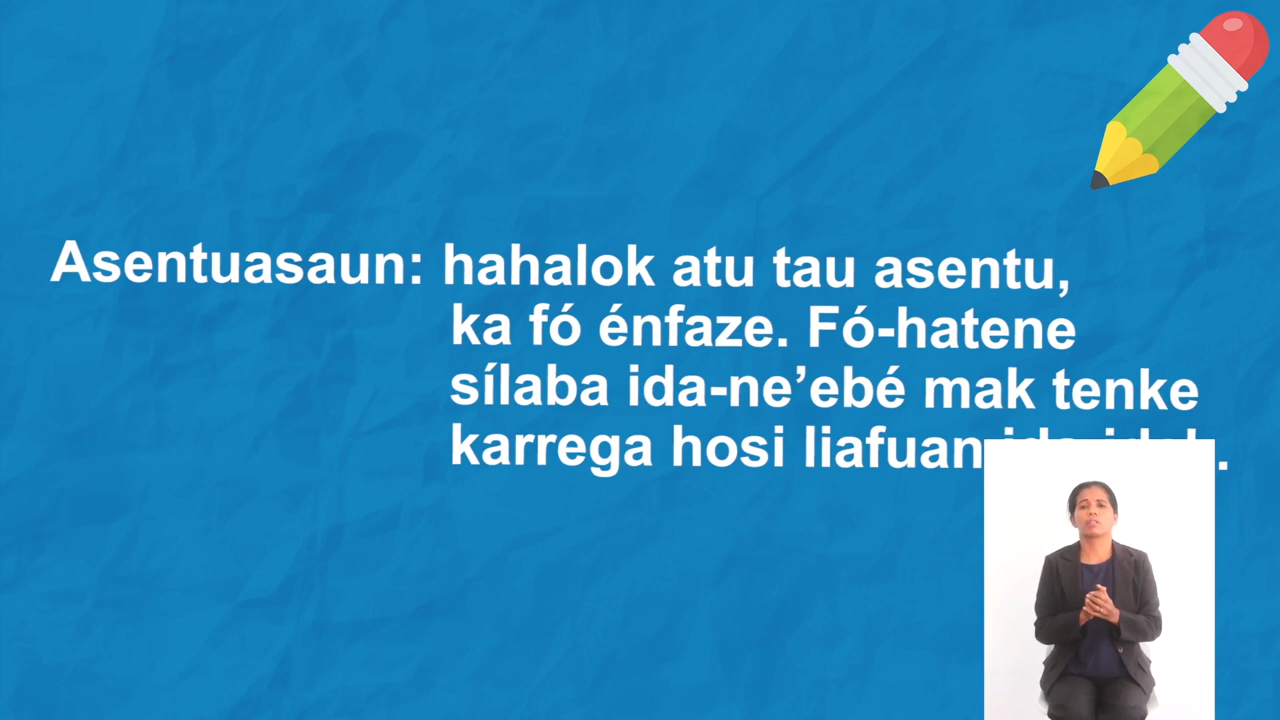 Asentuasaun: hahalok atu tau asentu,
ka fó énfaze. Fó-hatene
sílaba ida-ne’ebé mak tenke
karrega hosi liafuan